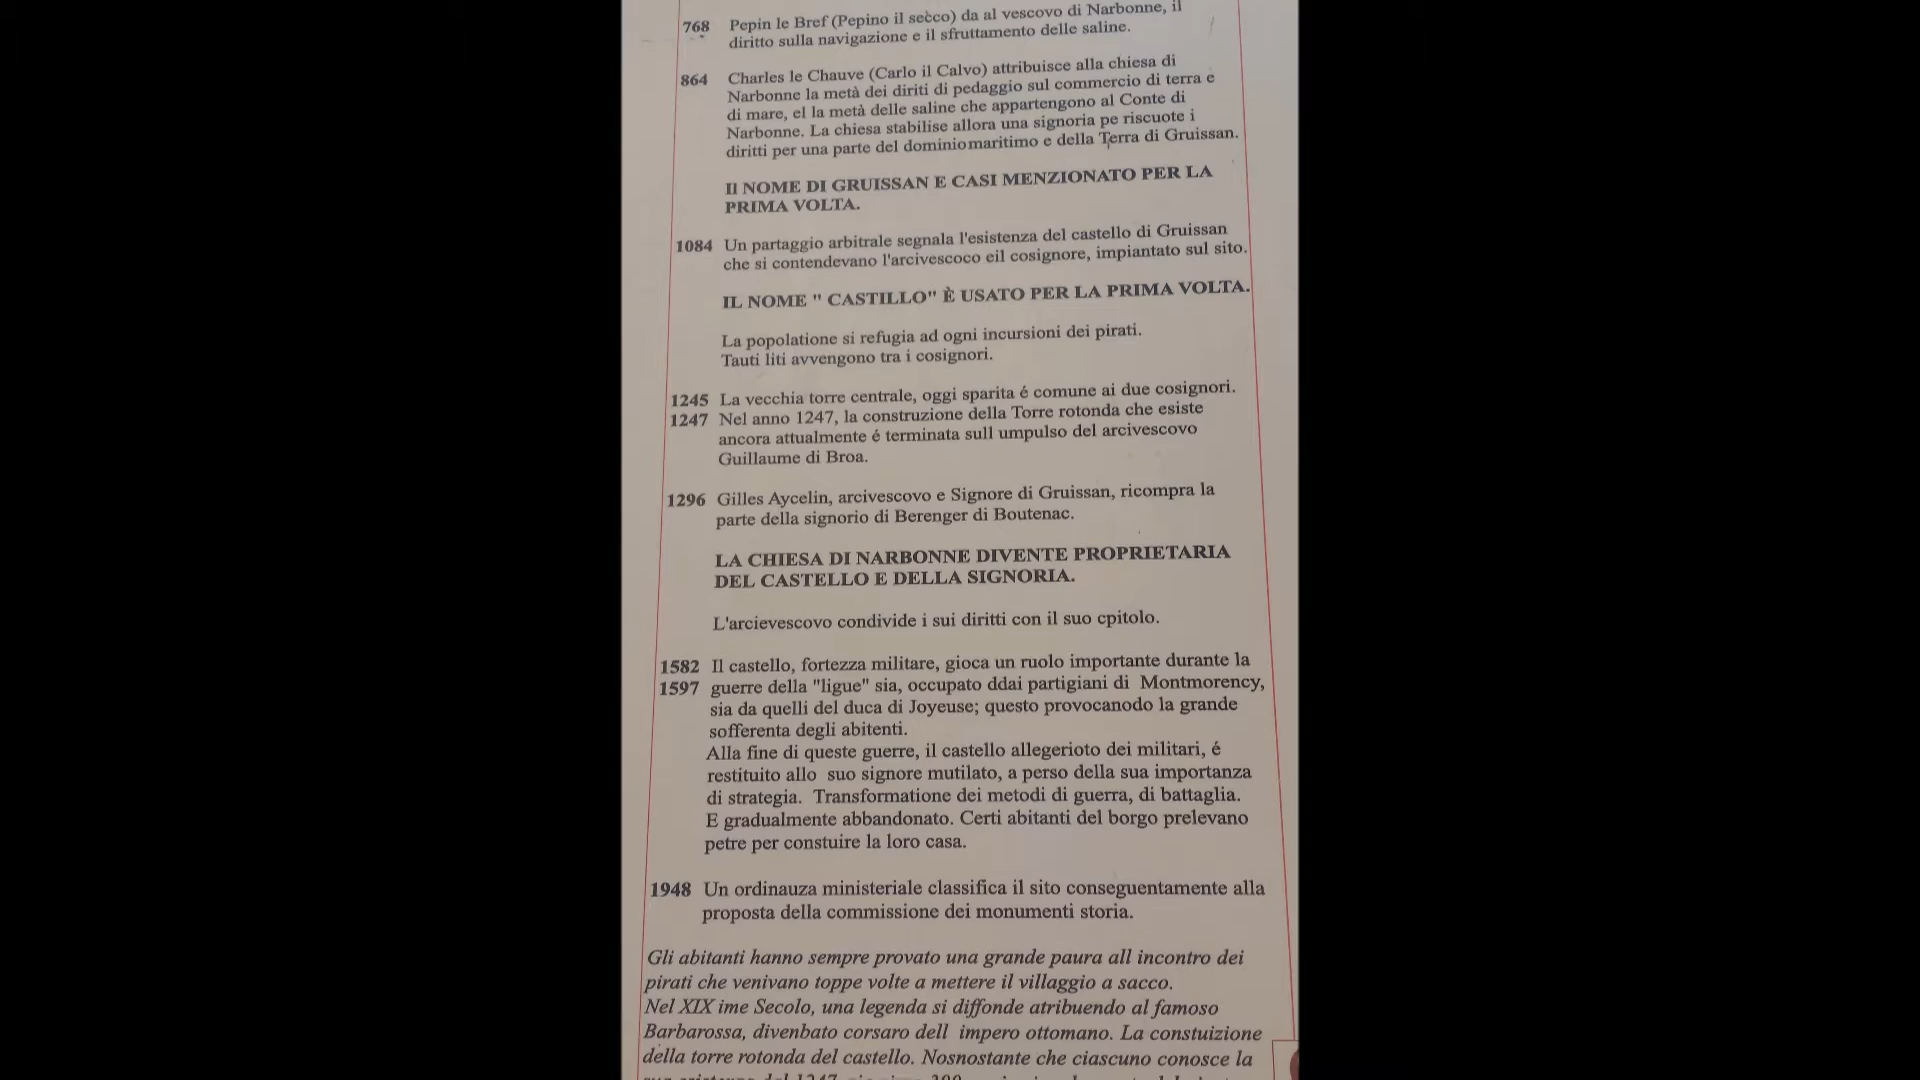 768 Pepin le Bref (Pepino il secco) da al vescovo di Narbonne, il
diritto sulla navigazione e il sfruttamento delle saline.
864 Charles le Chauve (Carlo il Calvo) attribuisce alla chiesa di
Narbonne la metà dei diriti di pedaggio sul commercio di terra e
di mare, el la metà delle saline che appartengono al Conte di
Narbonne. La chiesa stabilise allora una signoria pe riscuote i
diritti per una parte del dominiomaritimo e della Terra di Gruissan.
Il NOME DI GRUISSAN E CASI MENZIONATO PER LA
PRIMA VOLTA.
1084 Un partaggio arbitrale segnala l'esistenza del castello di Gruissan
che si contendevano l'arcivescoco eil cosignore, impiantato sul sito.
IL NOME " CASTILLO" È USATO PER LA PRIMA VOLTA.
La popolatione si refugia ad ogni incursioni dei pirati.
Tauti liti avvengono tra i cosignori.
1245 La vecchia torre centrale, oggi sparita é comune ai due cosignori.
1247 Nel anno 1247, la construzione della Torre rotonda che esiste
ancora attualmente é terminata sull umpulso del arcivescovo
Guillaume di Broa.
1296 Gilles Aycelin, arcivescovo e Signore di Gruissan, ricompra la
parte della signorio di Berenger di Boutenac.
LA CHIESA DI NARBONNE DIVENTE PROPRIETARIA
DEL CASTELLO E DELLA SIGNORIA.
L'arcievescovo condivide i sui diritti con il suo cpitolo.
1582 Il castello, fortezza militare, gioca un ruolo importante durante la
1597 guerre della "ligue" sia, occupato ddai partigiani di Montmorency,
sia da quelli del duca di Joyeuse; questo provocanodo la grande
sofferenta degli abitenti.
Alla fine di queste guerre, il castello allegerioto dei militari, é
restituito allo suo signore mutilato, a perso della sua importanza
di strategia. Transformatione dei metodi di guerra, di battaglia.
E gradualmente abbandonato. Certi abitanti del borgo prelevano
petre per constuire la loro casa.
1948 Un ordinauza ministeriale classifica il sito conseguentamente alla
proposta della commissione dei monumenti storia.
Gli abitanti hanno sempre provato una grande paura all incontro dei
pirati che venivano toppe volte a mettere il villaggio a sacco.
Nel XIX ime Secolo, una legenda si diffonde atribuendo al famoso
Barbarossa, divenbato corsaro dell impero ottomano. La constuizione
della torre rotonda del castello. Nosnostante che ciascuno conosce la